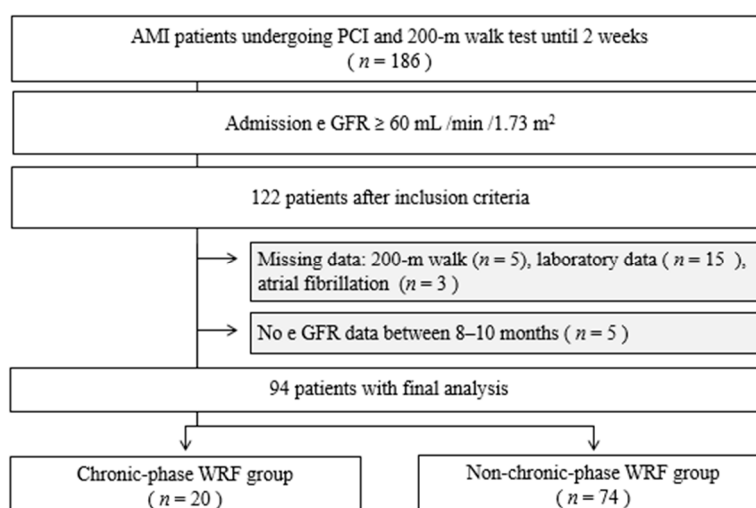 AMI patients undergoing PCI and 200-m walk test until 2 weeks
( n = 186 )
Admission e GFR ≥ 60 mL /min /1.73 m²
122 patients after inclusion criteria
Missing data: 200-m walk (n = 5), laboratory data ( n = 15 ),
atrial fibrillation (n = 3 )
No e GFR data between 8–10 months ( n = 5 )
94 patients with final analysis
Chronic-phase WRF group
( n = 20 )
Non-chronic-phase WRF group
( n = 74 )